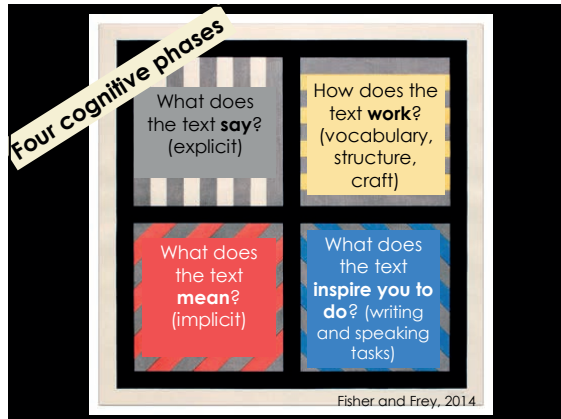 Four cognitive phases
What does
the text say?
(explicit)
How does the
text work?
(vocabulary,
structure,
craft)
What does
the text
mean?
(implicit)
What does
the text
inspire you to
do? (writing
and speaking
tasks)
Fisher and Frey, 2014